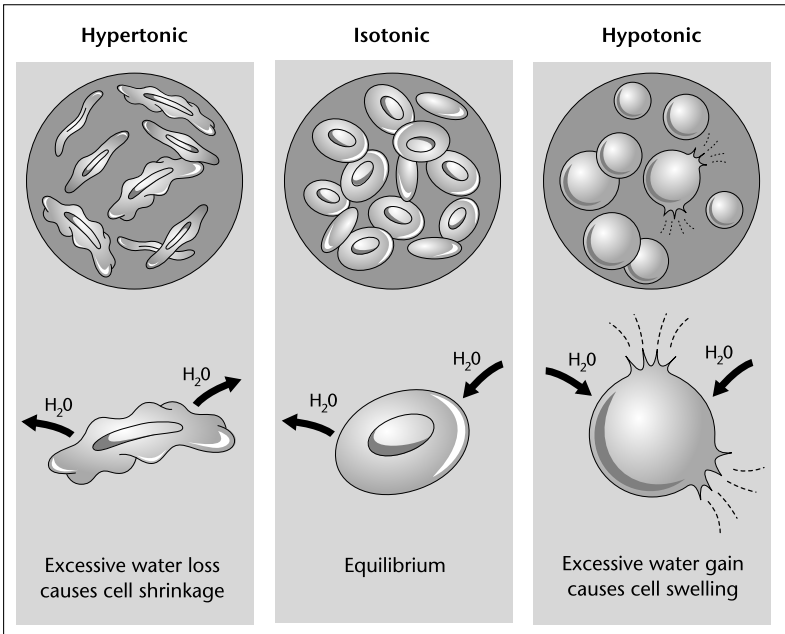 Hypertonic
Isotonic
Hypotonic
H₂0
H₂0
H₂0
H₂0
H₂0
H₂0
Excessive water loss
causes cell shrinkage
Equilibrium
Excessive water gain
causes cell swelling